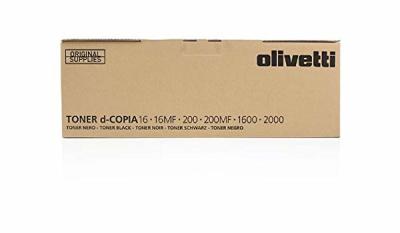 ORIGINAL
SUPPLIES
olivetti
TONER d-COPIA 16 · 16MF · 200 · 200MF · 1600 · 2000
TONER NERO - TONER BLACK - TONER NOIR - TONER SCHWARZ - TONER NEGRO